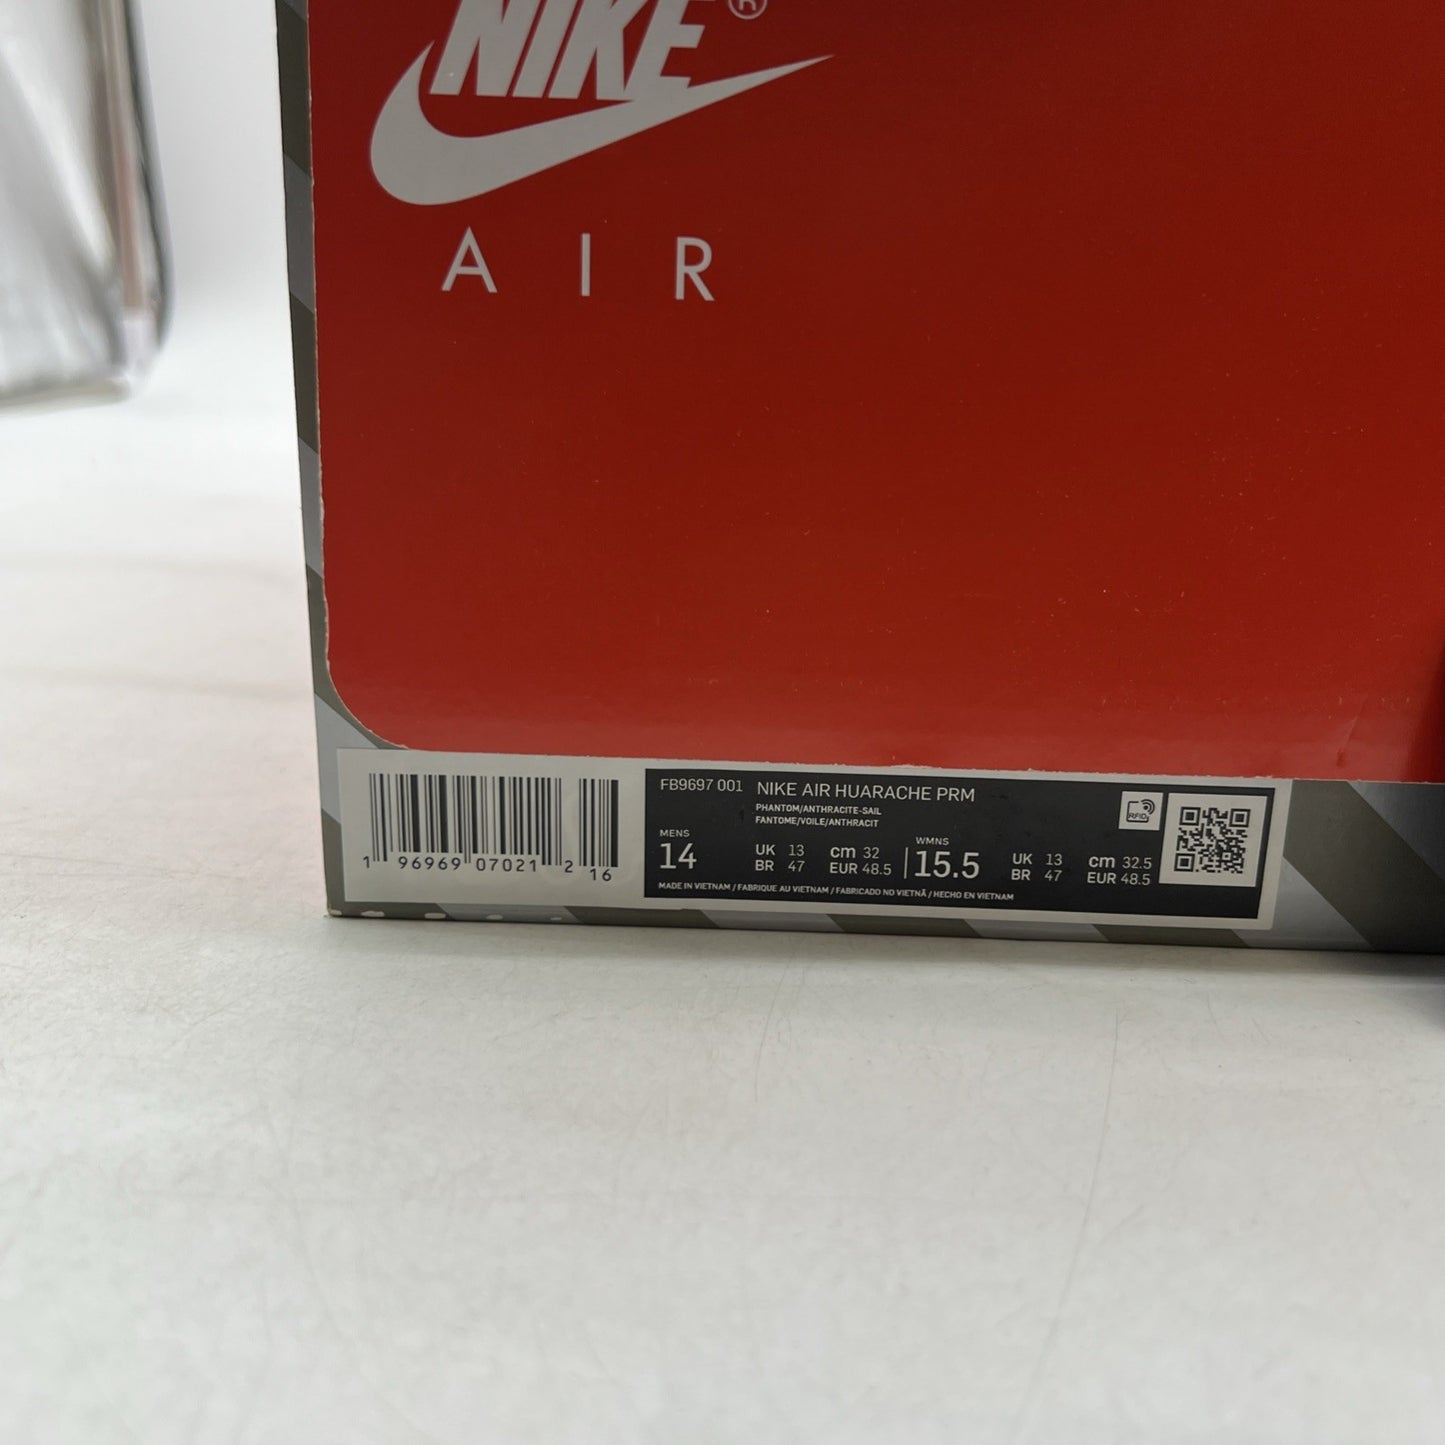 NIKE®
AIR
FB9697 001 NIKE AIR HUARACHE PRM
PHANTOM/ANTHRACITE-SAIL
FANTOME/VOILE/ANTHRACIT
RFID
MENS
14
UK 13 cm 32
BR 47 EUR 48.5
WMNS
15.5
UK 13 cm 32.5
BR 47 EUR 48.5
MADE IN VIETNAM / FABRIQUE AU VIETNAM / FABRICADO NO VIETNÃ / HECHO EN VIETNAM
1 96969 07021 2 16